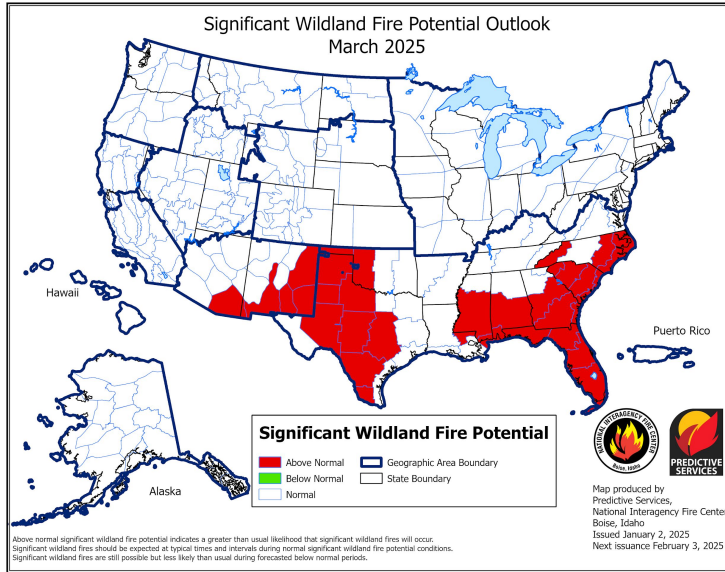 Significant Wildland Fire Potential Outlook
March 2025
Hawaii
Puerto Rico
Alaska
Significant Wildland Fire Potential
Above Normal
Below Normal
Normal
Geographic Area Boundary
State Boundary
NATIONAL INTERAGENCY FIRE CENTER
Boise, Idaho
PREDICTIVE
SERVICES
Map produced by
Predictive Services,
National Interagency Fire Center
Boise, Idaho
Issued January 2, 2025
Next issuance February 3, 2025
Above normal significant wildland fire potential indicates a greater than usual likelihood that significant wildland fires will occur.
Significant wildland fires should be expected at typical times and intervals during normal significant wildland fire potential conditions.
Significant wildland fires are still possible but less likely than usual during forecasted below normal periods.